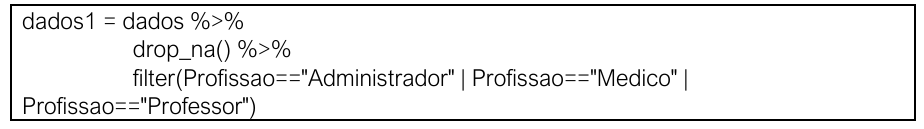 dados1 = dados %>%
drop_na() %>%
filter(Profissao=="Administrador" | Profissao=="Medico" |
Profissao=="Professor")